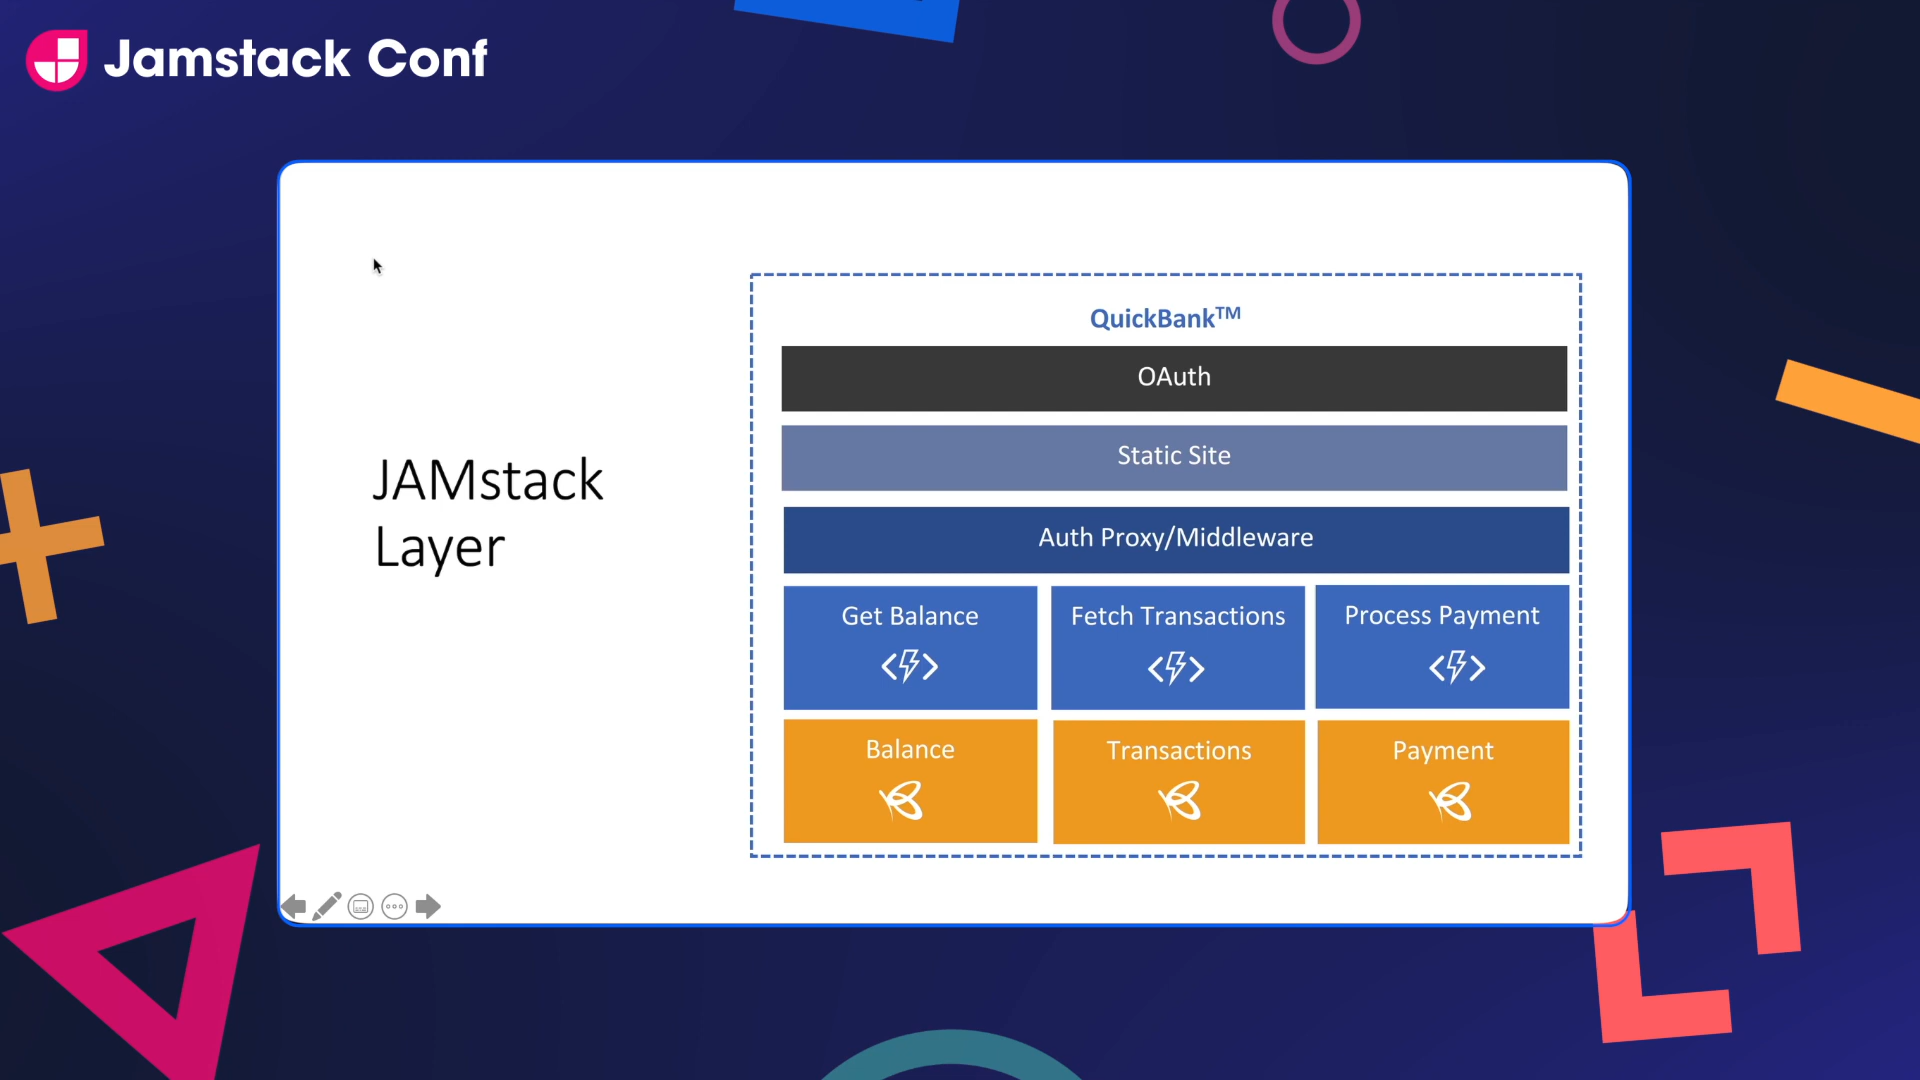 Jamstack Conf
JAMstack
Layer
QuickBank™
OAuth
Static Site
Auth Proxy/Middleware
Get Balance
Fetch Transactions
Process Payment
Balance
Transactions
Payment